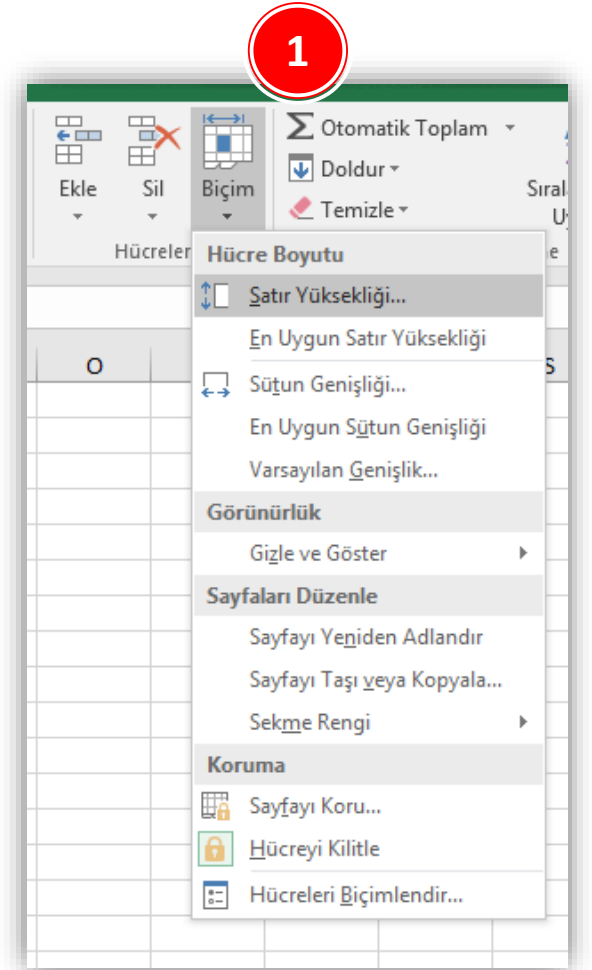 1
Otomatik Toplam
Doldur
Temizle
Ekle
Sil
Biçim
Hücreler
Hücre Boyutu
Satır Yüksekliği...
En Uygun Satır Yüksekliği
Sütun Genişliği...
En Uygun Sütun Genişliği
Varsayılan Genişlik...
Görünürlük
Gizle ve Göster
Sayfaları Düzenle
Sayfayı Yeniden Adlandır
Sayfayı Taşı veya Kopyala...
Sekme Rengi
Koruma
Sayfayı Koru...
Hücreyi Kilitle
Hücreleri Biçimlendir...
O
S